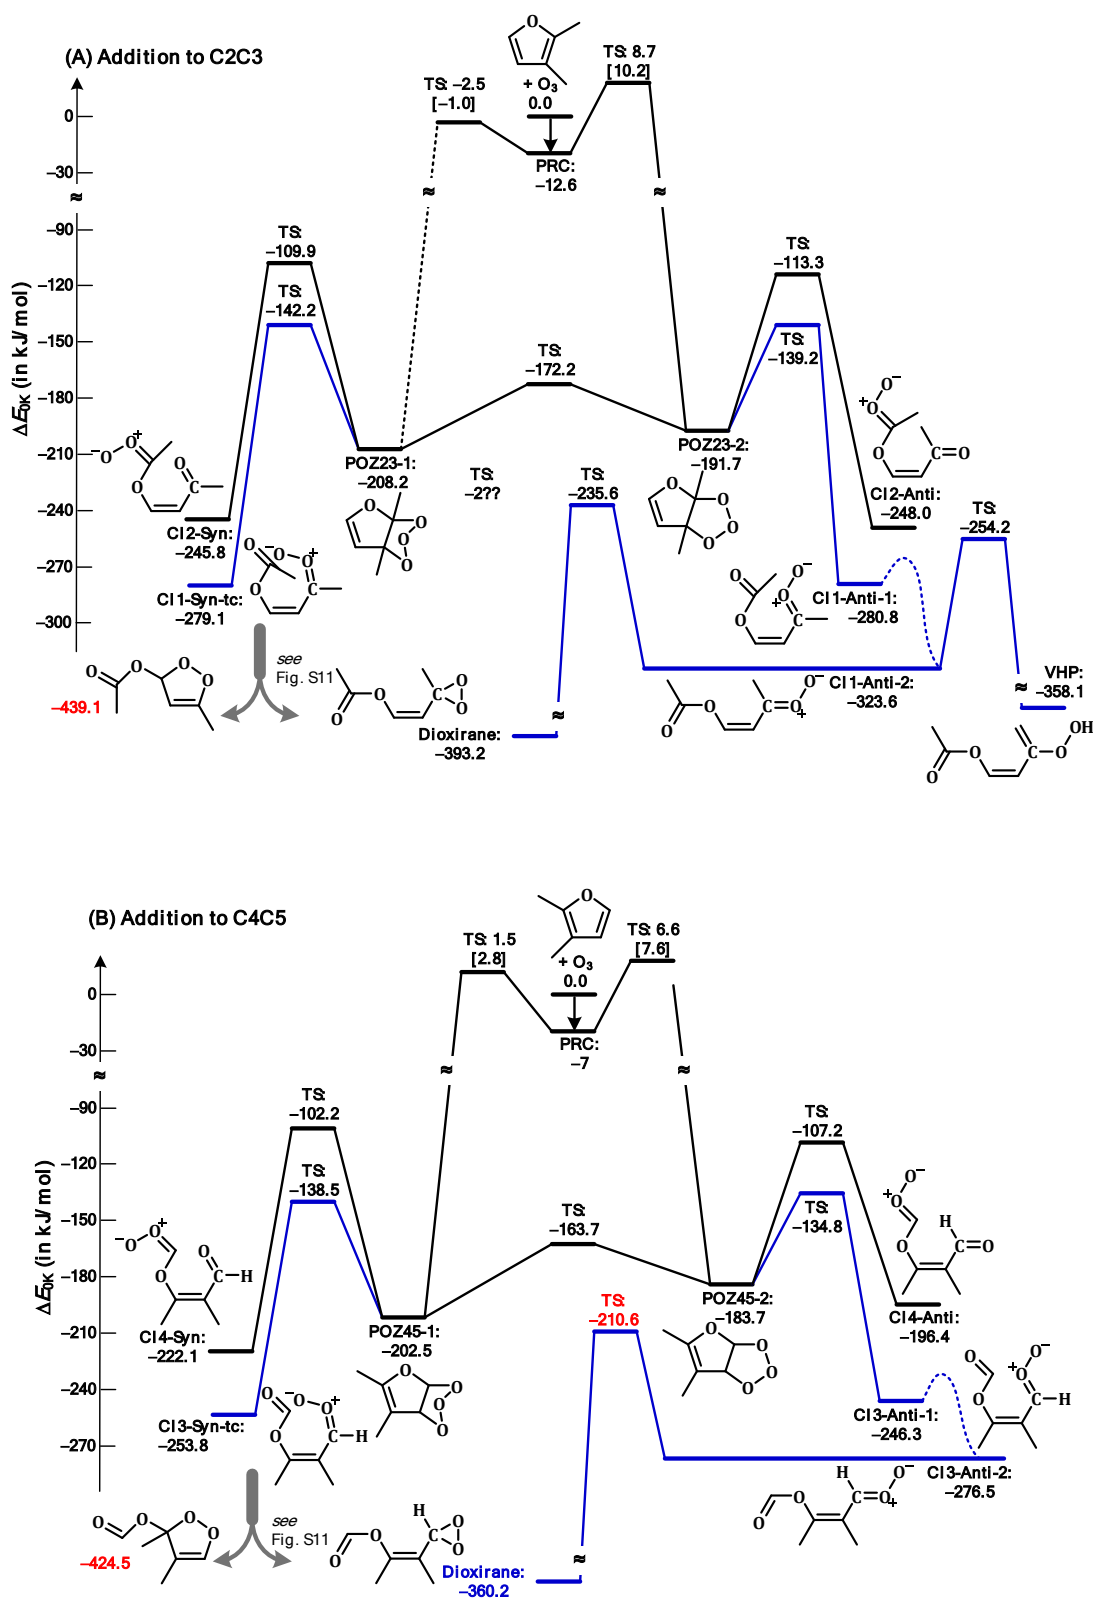 (A) Addition to C2C3
O
TS: –2.5
[–1.0]
+ O3
0.0
TS: 8.7
[10.2]
0
–30
PRC:
–12.6
≈
≈
≈
–90
–120
–150
–180
–210
–240
–270
–300
ΔE0K (in kJ/mol)
TS:
–109.9
TS:
–142.2
TS:
–172.2
TS:
–113.3
TS:
–139.2
POZ23-1:
–208.2
POZ23-2:
–191.7
TS:
–2??
TS:
–235.6
CI2-Syn:
–245.8
CI2-Anti:
–248.0
TS:
–254.2
CI1-Syn-tc:
–279.1
CI1-Anti-1:
–280.8
see
Fig. S11
–439.1
CI1-Anti-2:
–323.6
VHP:
–358.1
Dioxirane:
–393.2
OH
(B) Addition to C4C5
O
TS: 1.5
[2.8]
+ O3
0.0
TS: 6.6
[7.6]
0
–30
PRC:
–7
≈
≈
≈
–90
–120
–150
–180
–210
–240
–270
ΔE0K (in kJ/mol)
TS:
–102.2
TS:
–138.5
TS:
–163.7
TS:
–107.2
TS:
–134.8
POZ45-1:
–202.5
POZ45-2:
–183.7
TS:
–210.6
CI4-Syn:
–222.1
CI4-Anti:
–196.4
CI3-Syn-tc:
–253.8
CI3-Anti-1:
–246.3
CI3-Anti-2:
–276.5
see
Fig. S11
–424.5
Dioxirane:
–360.2